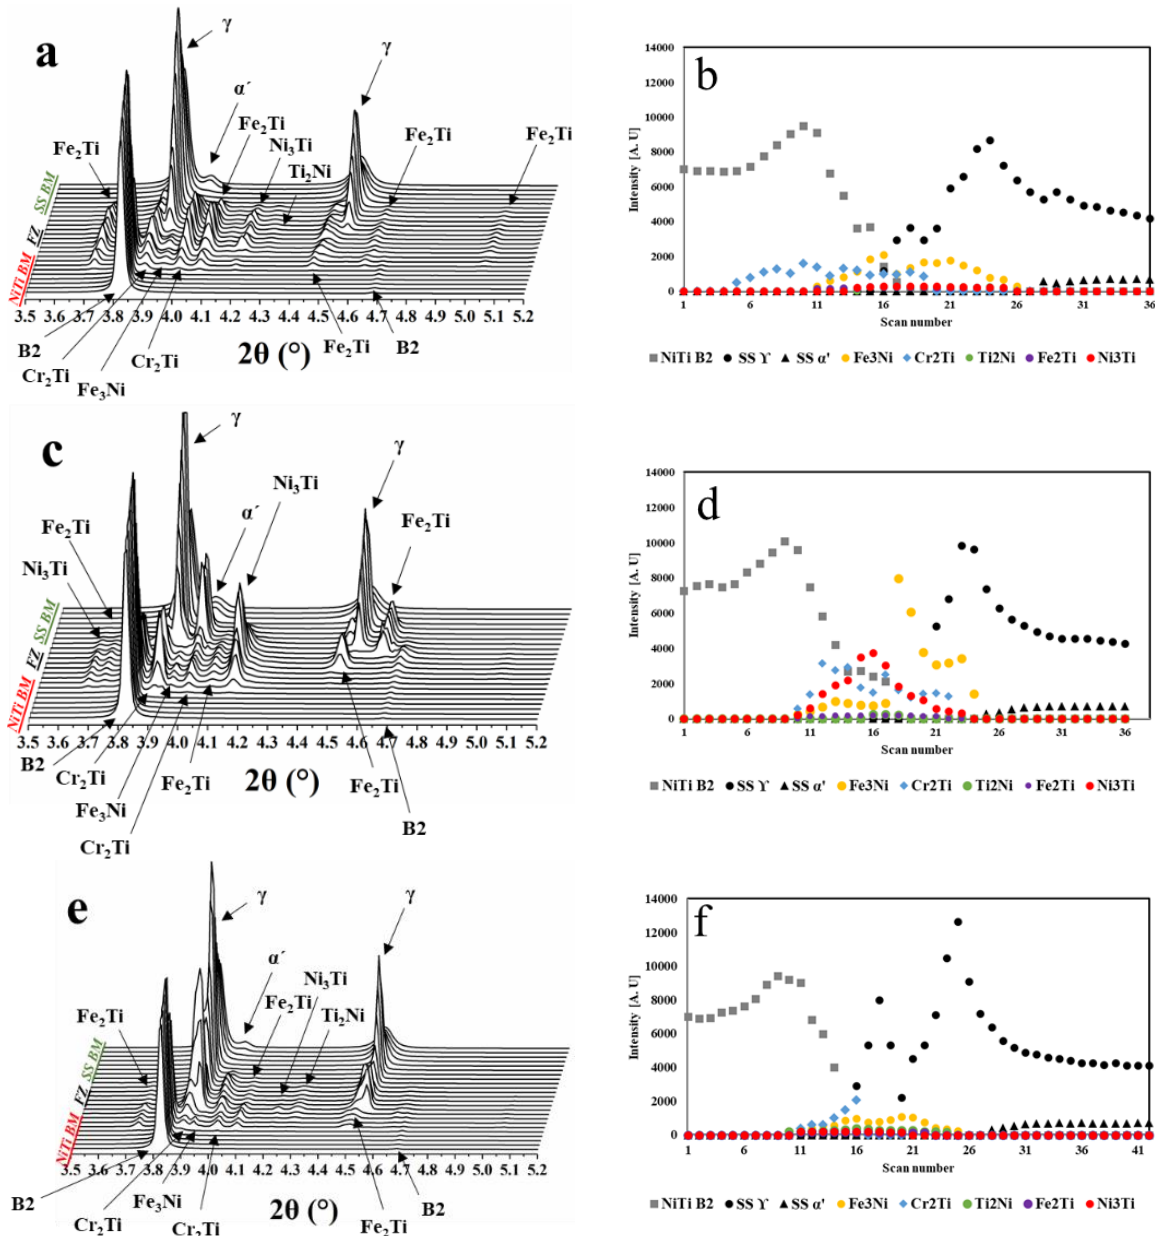 a
γ
γ
α´
Fe2Ti
Fe2Ti
Ni3Ti
Ti2Ni
Fe2Ti
Fe2Ti
NiTi BM FZ SS BM
3.5 3.6 3.7 3.8 3.9 4.0 4.1 4.2 4.3 4.4 4.5 4.6 4.7 4.8 4.9 5.0 5.1 5.2
B2
Cr2Ti
Fe3Ni
Cr2Ti
2θ (°)
Fe2Ti
B2
b
Intensity [A. U]
14000
12000
10000
8000
6000
4000
2000
0
1 6 11 16 21 26 31 36
Scan number
NiTi B2 SS ϒ SS α' Fe3Ni Cr2Ti Ti2Ni Fe2Ti Ni3Ti
c
γ
γ
Ni3Ti
α´
Fe2Ti
Fe2Ti
Ni3Ti
NiTi BM FZ SS BM
3.5 3.6 3.7 3.8 3.9 4.0 4.1 4.2 4.3 4.4 4.5 4.6 4.7 4.8 4.9 5.0 5.1 5.2
B2
Cr2Ti
Fe3Ni
Cr2Ti
Fe2Ti
2θ (°)
Fe2Ti
B2
d
Intensity [A. U]
14000
12000
10000
8000
6000
4000
2000
0
1 6 11 16 21 26 31 36
Scan number
NiTi B2 SS ϒ SS α' Fe3Ni Cr2Ti Ti2Ni Fe2Ti Ni3Ti
e
γ
γ
α´
Ni3Ti
Fe2Ti
Ti2Ni
Fe2Ti
NiTi BM FZ SS BM
3.5 3.6 3.7 3.8 3.9 4.0 4.1 4.2 4.3 4.4 4.5 4.6 4.7 4.8 4.9 5.0 5.1 5.2
B2
Cr2Ti
Fe3Ni
Cr2Ti
2θ (°)
Fe2Ti
B2
f
Intensity [A. U]
14000
12000
10000
8000
6000
4000
2000
0
1 6 11 16 21 26 31 36 41
Scan number
NiTi B2 SS ϒ SS α' Fe3Ni Cr2Ti Ti2Ni Fe2Ti Ni3Ti